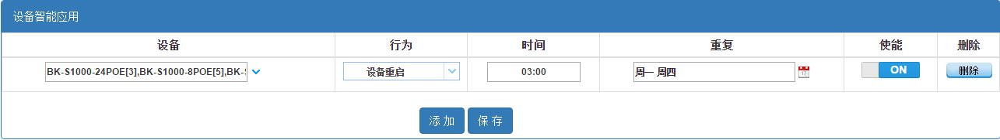 设备智能应用
设备 行为 时间 重复 使能 删除
BK-S1000-24POE[3],BK-S1000-8POE[5],BK- 设备重启 03:00 周一 周四 ON 删除
添加 保存